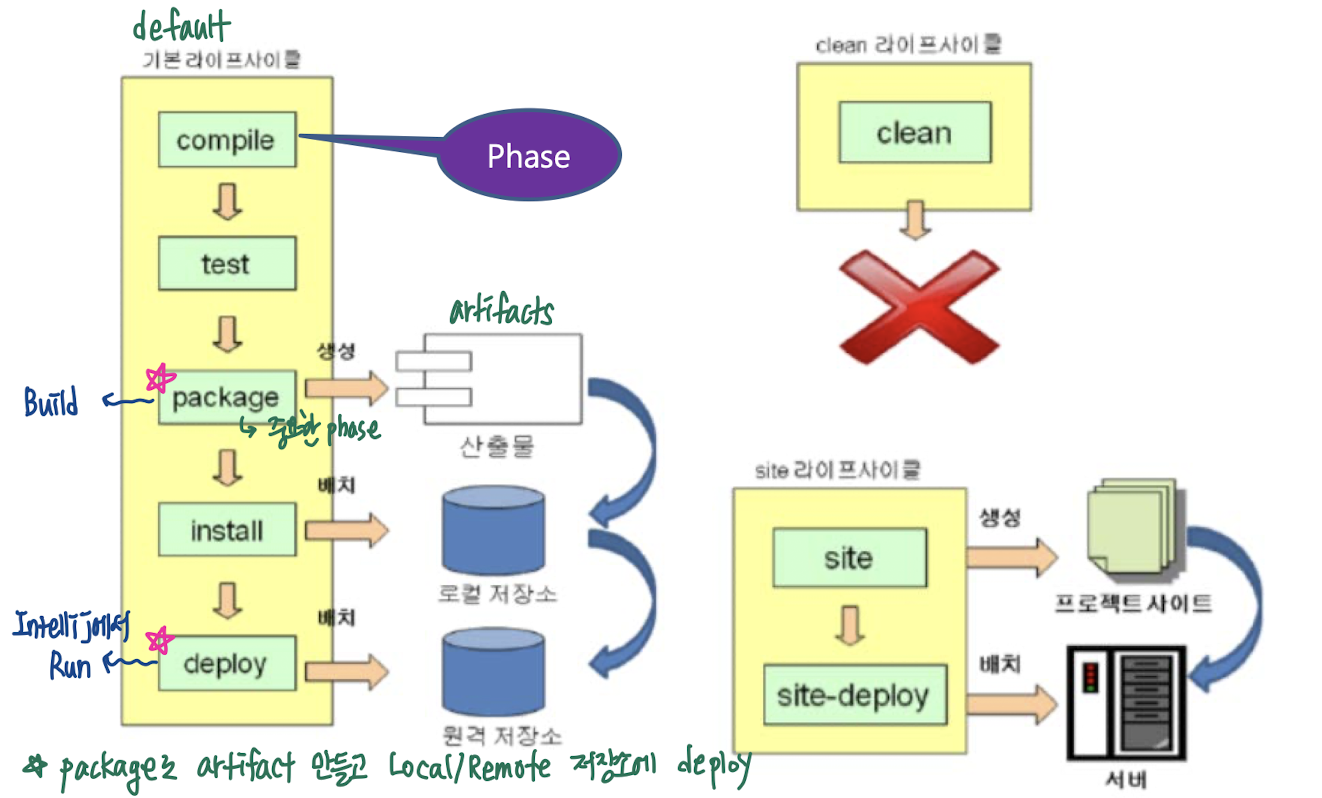 default
기본 라이프사이클
compile
Phase
test
artifacts
생성
Build
package
↳ 중요한 phase
산출물
배치
install
로컬 저장소
배치
Intellij에서
Run
deploy
원격 저장소
☆ package로 artifact 만들고 Local/Remote 저장소에 deploy
clean 라이프사이클
clean
site 라이프사이클
생성
site
프로젝트 사이트
배치
site-deploy
서버